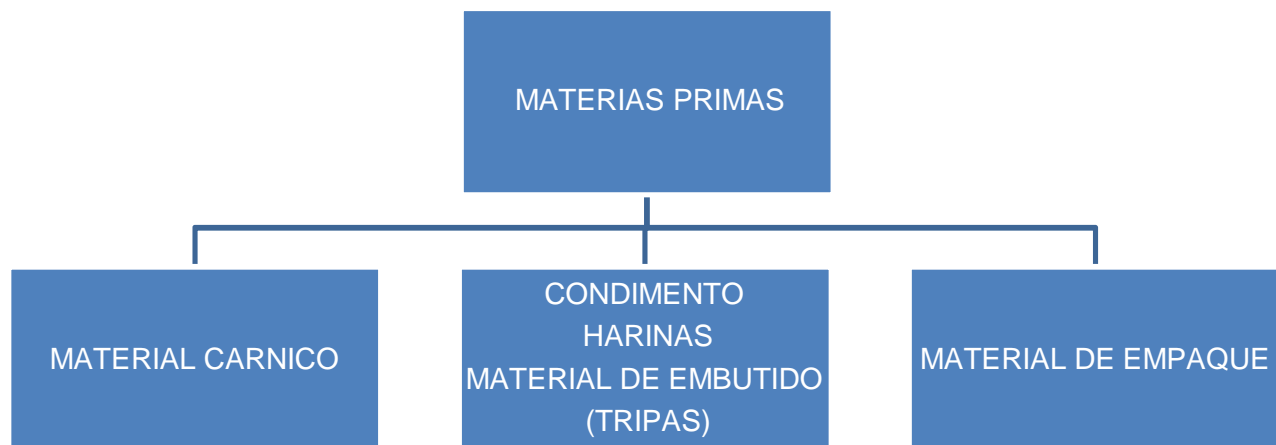 MATERIAS PRIMAS
MATERIAL CARNICO
CONDIMENTO
HARINAS
MATERIAL DE EMBUTIDO
(TRIPAS)
MATERIAL DE EMPAQUE